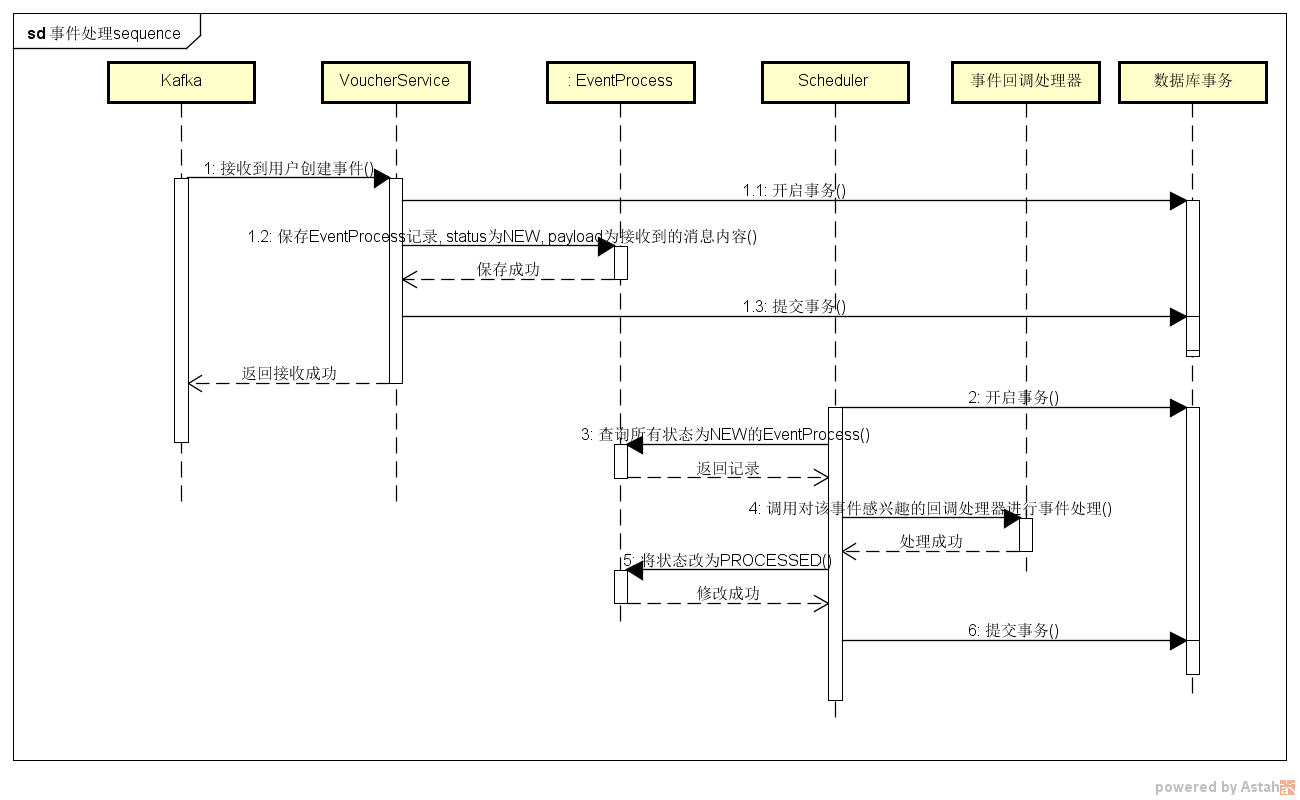 sd 事件处理sequence
Kafka
VoucherService
: EventProcess
Scheduler
事件回调处理器
数据库事务
1: 接收到用户创建事件()
1.1: 开启事务()
1.2: 保存EventProcess记录, status为NEW, payload为接收到的消息内容()
保存成功
1.3: 提交事务()
返回接收成功
2: 开启事务()
3: 查询所有状态为NEW的EventProcess()
返回记录
4: 调用对该事件感兴趣的回调处理器进行事件处理()
处理成功
5: 将状态改为PROCESSED()
修改成功
6: 提交事务()
powered by Astah